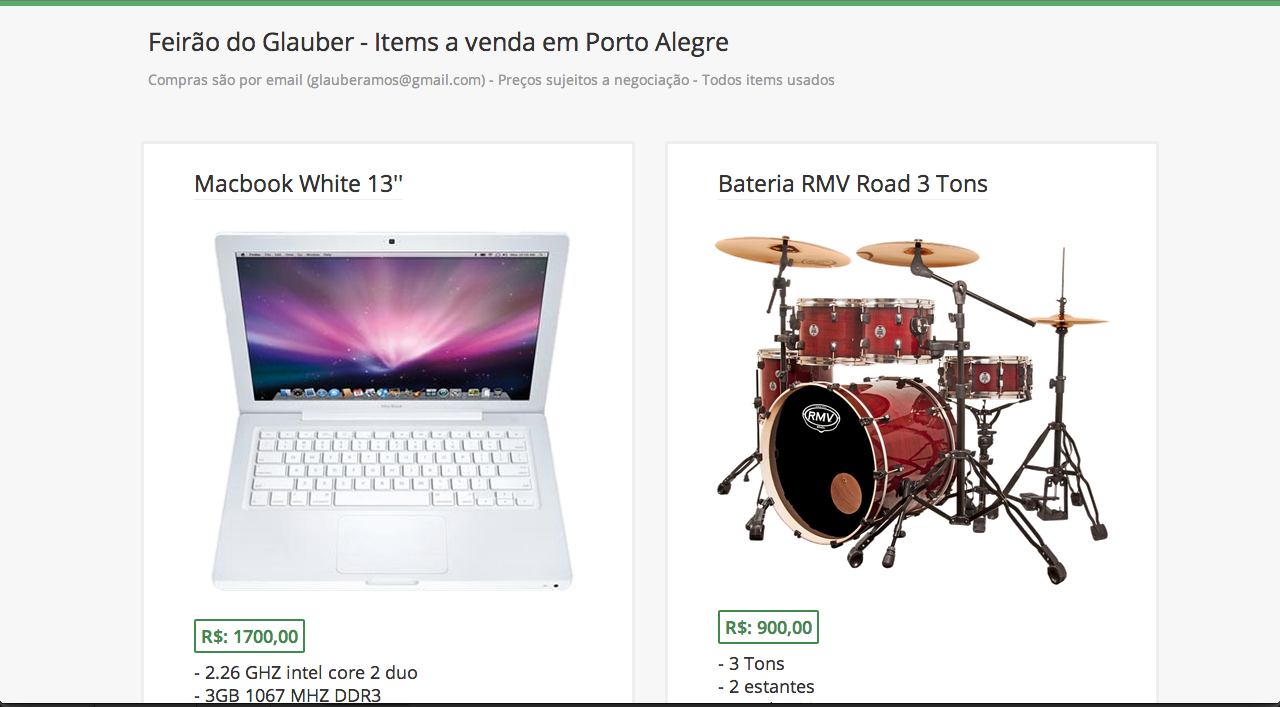 Feirão do Glauber - Items a venda em Porto Alegre
Compras são por email (glauberamos@gmail.com) - Preços sujeitos a negociação - Todos items usados
Macbook White 13''
R$: 1700,00
- 2.26 GHZ intel core 2 duo
- 3GB 1067 MHZ DDR3
Bateria RMV Road 3 Tons
RMV
R$: 900,00
- 3 Tons
- 2 estantes